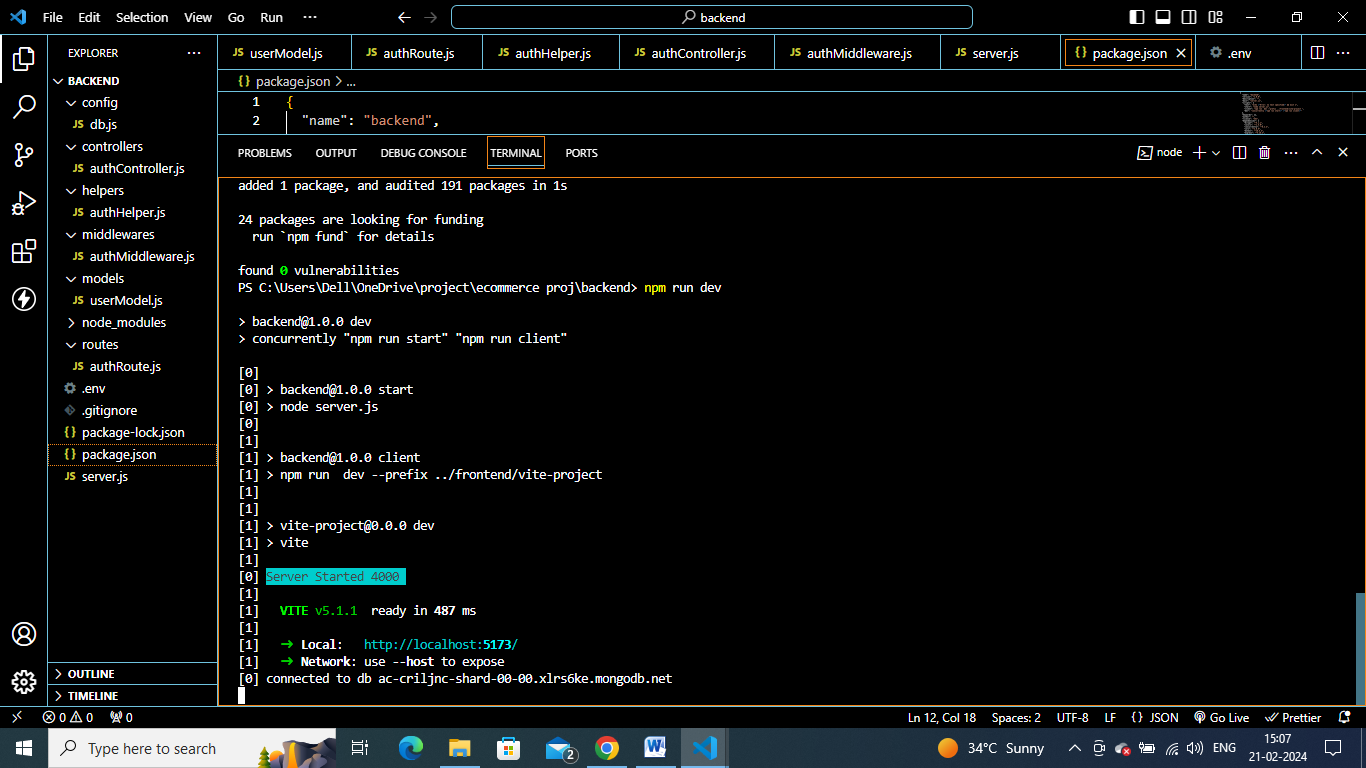 File Edit Selection View Go Run ···
backend
EXPLORER ···
BACKEND
config
JS db.js
controllers
JS authController.js
helpers
JS authHelper.js
middlewares
JS authMiddleware.js
models
JS userModel.js
node_modules
routes
JS authRoute.js
.env
.gitignore
{} package-lock.json
{} package.json
JS server.js
OUTLINE
TIMELINE
JS userModel.js JS authRoute.js JS authHelper.js JS authController.js JS authMiddleware.js JS server.js {} package.json .env ···
{} package.json > ...
1 {
2 "name": "backend",
PROBLEMS OUTPUT DEBUG CONSOLE TERMINAL PORTS node
added 1 package, and audited 191 packages in 1s
24 packages are looking for funding
run `npm fund` for details
found 0 vulnerabilities
PS C:\Users\Dell\OneDrive\project\ecommerce proj\backend> npm run dev
> backend@1.0.0 dev
> concurrently "npm run start" "npm run client"
[0]
[0] > backend@1.0.0 start
[0] > node server.js
[0]
[1]
[1] > backend@1.0.0 client
[1] > npm run  dev --prefix ../frontend/vite-project
[1]
[1]
[1] > vite-project@0.0.0 dev
[1] > vite
[1]
[0] Server Started 4000
[1]
[1] VITE v5.1.1 ready in 487 ms
[1]
[1] ➜ Local: http://localhost:5173/
[1] ➜ Network: use --host to expose
[0] connected to db ac-criljnc-shard-00-00.xlrs6ke.mongodb.net
0 0 0 Ln 12, Col 18 Spaces: 2 UTF-8 LF {} JSON Go Live Prettier
Type here to search 2 34°C Sunny ENG 15:07
21-02-2024